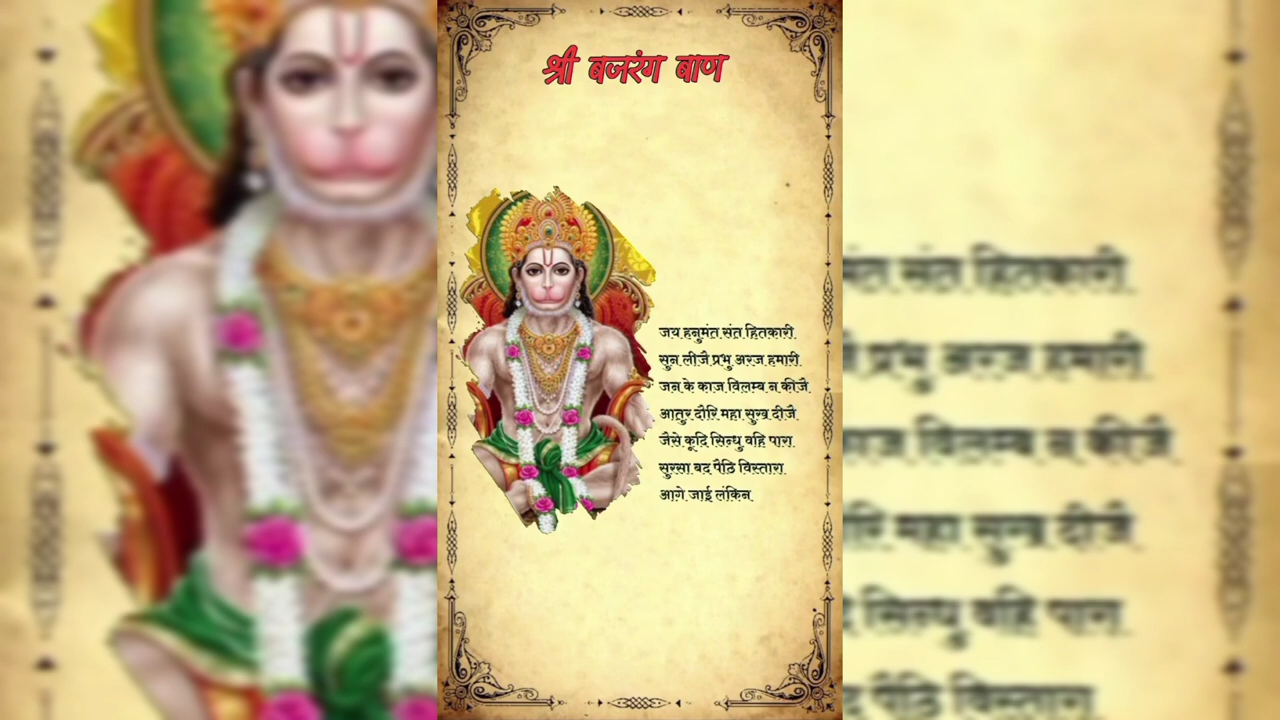 श्री बजरंग बाण
जय हनुमंत संत हितकारी
सुन लीजै प्रभु अरज हमारी
जन के काज विलम्ब न कीजै
आतुर दौरि महा सुख दीजै
जैसे कूदि सिन्धु वहि पारा
सुरसा बद पैठि विस्तारा
आगे जाई लंकिन